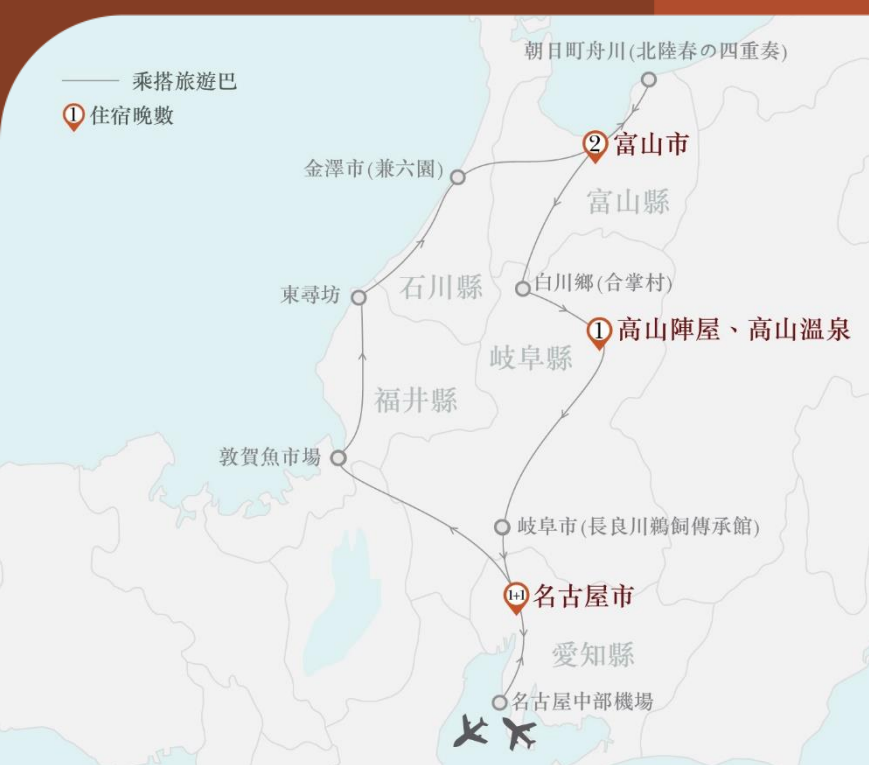 朝日町舟川(北陸春の四重奏)
乘搭旅遊巴
1 住宿晚數
2 富山市
金澤市(兼六園)
富山縣
白川鄉(合掌村)
石川縣
東尋坊
1 高山陣屋、高山溫泉
岐阜縣
福井縣
敦賀魚市場
岐阜市(長良川鵜飼傳承館)
1+1 名古屋市
愛知縣
名古屋中部機場